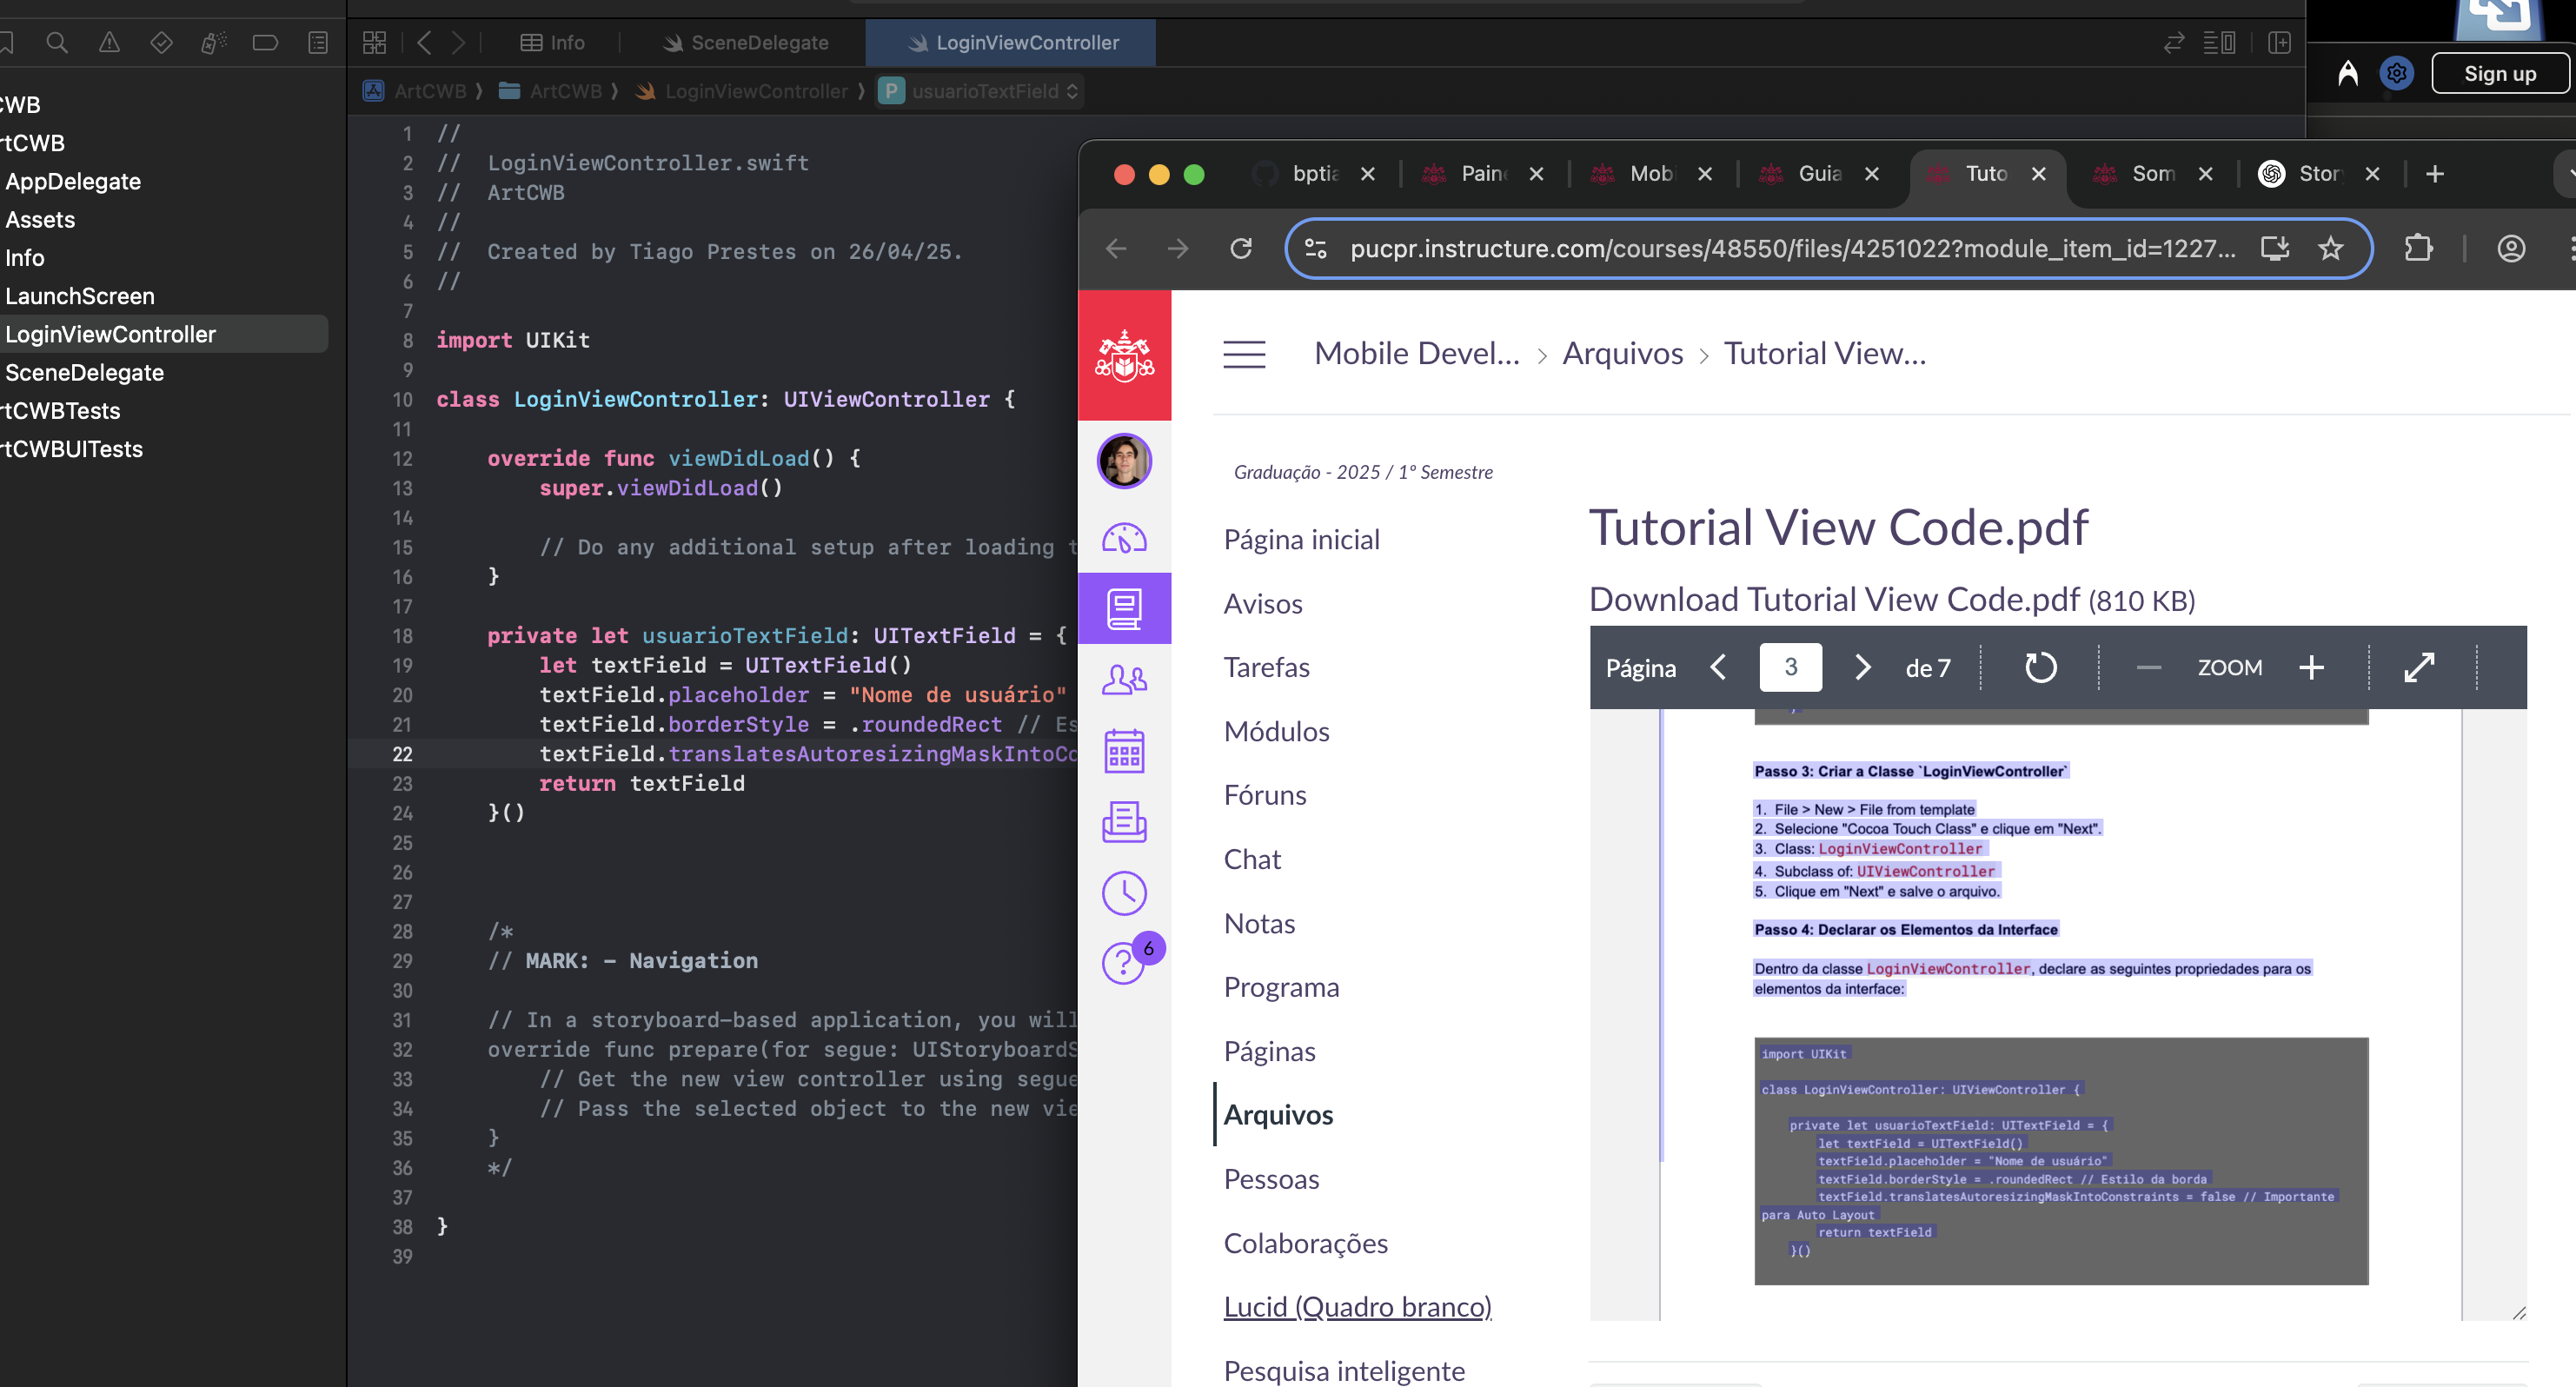 Info
SceneDelegate
LoginViewController
Sign up
ArtCWB
ArtCWB
LoginViewController
P
usuarioTextField
CWB
rtCWB
AppDelegate
Assets
Info
LaunchScreen
LoginViewController
SceneDelegate
rtCWBTests
rtCWBUITests
1 //
2 // LoginViewController.swift
3 // ArtCWB
4 //
5 // Created by Tiago Prestes on 26/04/25.
6 //
7
8 import UIKit
9
10 class LoginViewController: UIViewController {
11
12 override func viewDidLoad() {
13 super.viewDidLoad()
14
15 // Do any additional setup after loading t
16 }
17
18 private let usuarioTextField: UITextField = {
19 let textField = UITextField()
20 textField.placeholder = "Nome de usuário"
21 textField.borderStyle = .roundedRect // Es
22 textField.translatesAutoresizingMaskIntoCo
23 return textField
24 }()
25
26
27
28 /*
29 // MARK: - Navigation
30
31 // In a storyboard-based application, you will
32 override func prepare(for segue: UIStoryboardS
33 // Get the new view controller using segue
34 // Pass the selected object to the new vie
35 }
36 */
37
38 }
39
bptia
Pain
Mob
Guia
Tuto
Som
Stor
pucpr.instructure.com/courses/48550/files/4251022?module_item_id=1227...
Mobile Devel... > Arquivos > Tutorial View...
Graduação - 2025 / 1º Semestre
Página inicial
Avisos
Tarefas
Módulos
Fóruns
Chat
Notas
Programa
Páginas
Arquivos
Pessoas
Colaborações
Lucid (Quadro branco)
Pesquisa inteligente
6
Tutorial View Code.pdf
Download Tutorial View Code.pdf (810 KB)
Página 3 de 7 ZOOM
Passo 3: Criar a Classe `LoginViewController`
1. File > New > File from template
2. Selecione "Cocoa Touch Class" e clique em "Next".
3. Class: LoginViewController
4. Subclass of: UIViewController
5. Clique em "Next" e salve o arquivo.
Passo 4: Declarar os Elementos da Interface
Dentro da classe LoginViewController, declare as seguintes propriedades para os
elementos da interface:
import UIKit
class LoginViewController: UIViewController {
private let usuarioTextField: UITextField = {
let textField = UITextField()
textField.placeholder = "Nome de usuário"
textField.borderStyle = .roundedRect // Estilo da borda
textField.translatesAutoresizingMaskIntoConstraints = false // Importante
para Auto Layout
return textField
}()